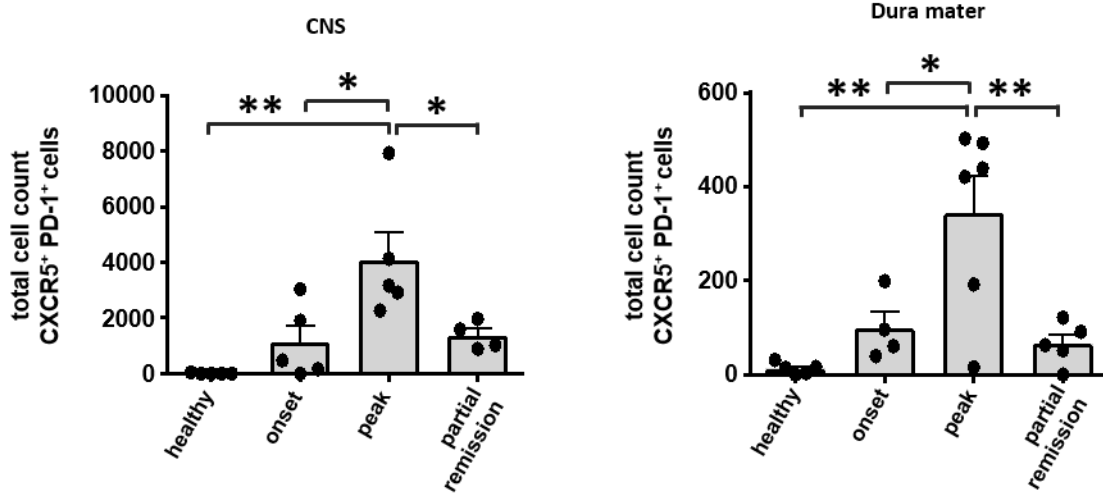 CNS
total cell count
CXCR5⁺ PD-1⁺ cells
10000
8000
6000
4000
2000
0
**
*
*
healthy
onset
peak
partial
remission
Dura mater
total cell count
CXCR5⁺ PD-1⁺ cells
600
400
200
0
**
*
**
healthy
onset
peak
partial
remission